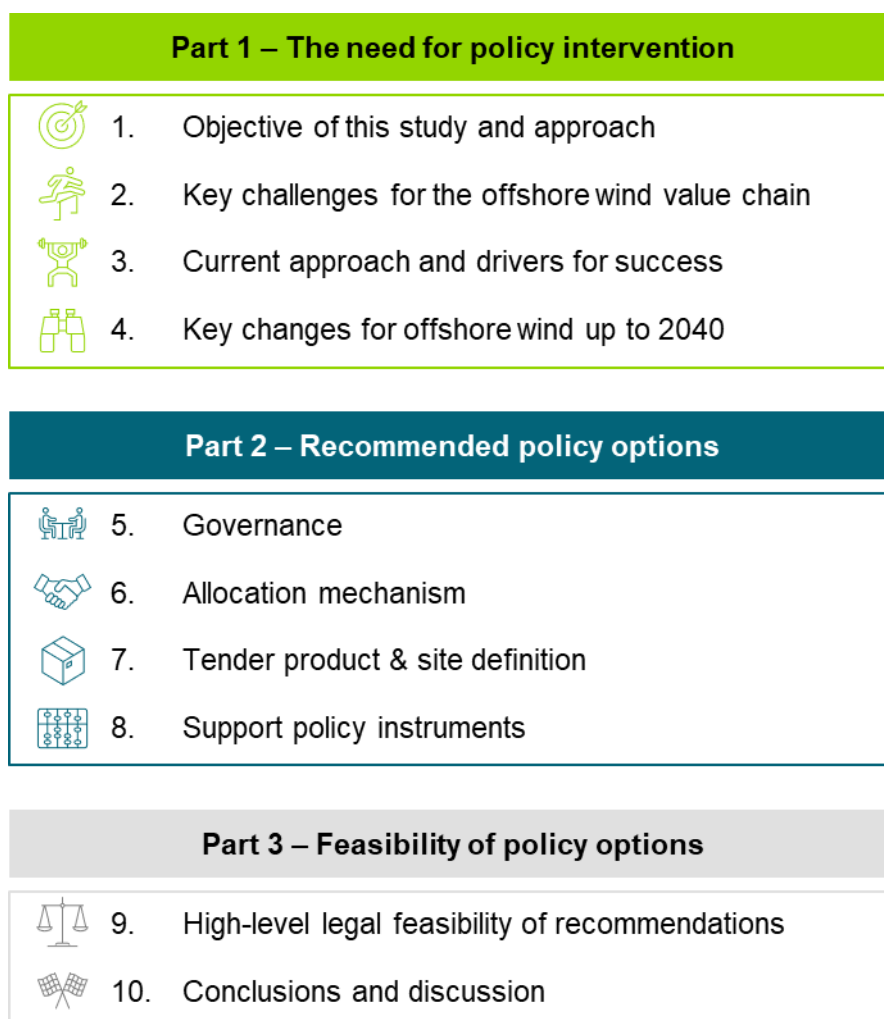 Part 1 – The need for policy intervention
1. Objective of this study and approach
2. Key challenges for the offshore wind value chain
3. Current approach and drivers for success
4. Key changes for offshore wind up to 2040
Part 2 – Recommended policy options
5. Governance
6. Allocation mechanism
7. Tender product & site definition
8. Support policy instruments
Part 3 – Feasibility of policy options
9. High-level legal feasibility of recommendations
10. Conclusions and discussion